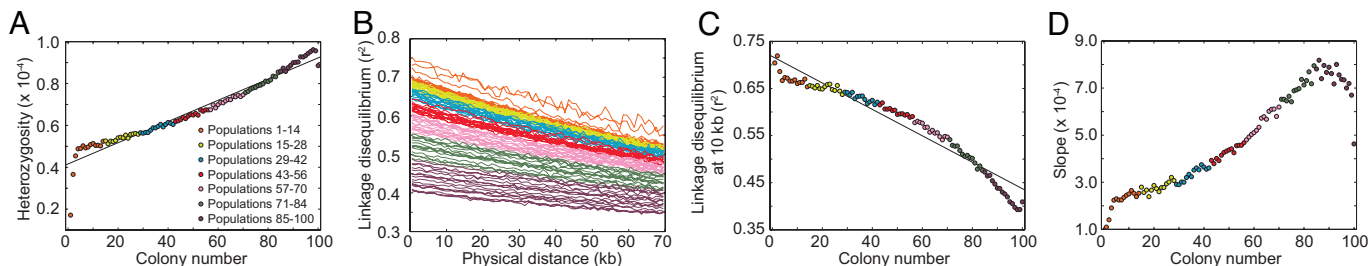 A
Heterozygosity (x 10⁻⁴)
1.0
0.8
0.6
0.4
0.2
Populations 1-14
Populations 15-28
Populations 29-42
Populations 43-56
Populations 57-70
Populations 71-84
Populations 85-100
0 20 40 60 80 100
Colony number
B
Linkage disequilibrium (r²)
0.8
0.7
0.6
0.5
0.4
0.3
0 10 20 30 40 50 60 70
Physical distance (kb)
C
Linkage disequilibrium
at 10 kb (r²)
0.75
0.65
0.55
0.45
0.35
0 20 40 60 80 100
Colony number
D
Slope (x 10⁻⁴)
9.0
7.0
5.0
3.0
1.0
0 20 40 60 80 100
Colony number